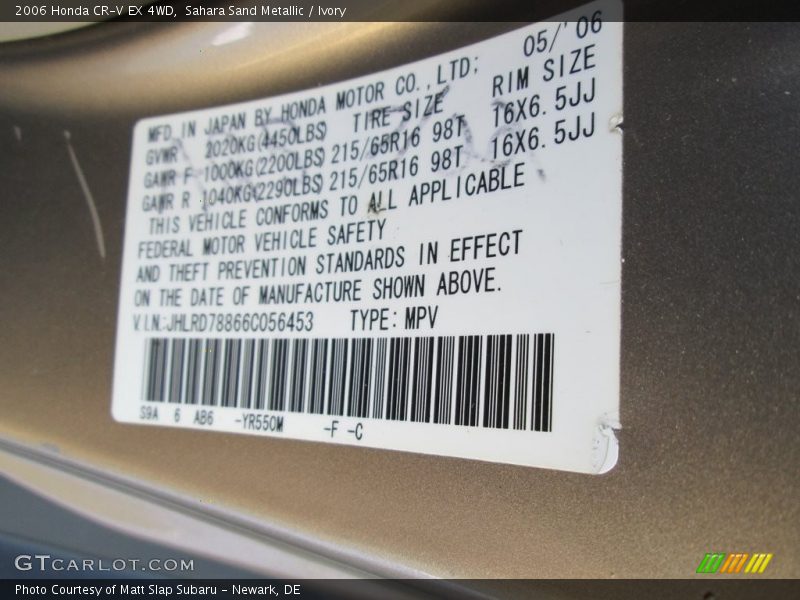 2006 Honda CR-V EX 4WD, Sahara Sand Metallic / Ivory
MFD. IN JAPAN BY HONDA MOTOR CO., LTD; 05/'06
GVWR 2020KG(4450LBS) TIRE SIZE RIM SIZE
GAWR F 1000KG(2200LBS) 215/65R16 98T 16X6.5JJ
GAWR R 1040KG(2290LBS) 215/65R16 98T 16X6.5JJ
THIS VEHICLE CONFORMS TO ALL APPLICABLE
FEDERAL MOTOR VEHICLE SAFETY
AND THEFT PREVENTION STANDARDS IN EFFECT
ON THE DATE OF MANUFACTURE SHOWN ABOVE.
V.I.N.:JHLRD78866C056453 TYPE: MPV
S9A 6 AB6 -YR550M -F -C
GTCARLOT.COM
Photo Courtesy of Matt Slap Subaru - Newark, DE